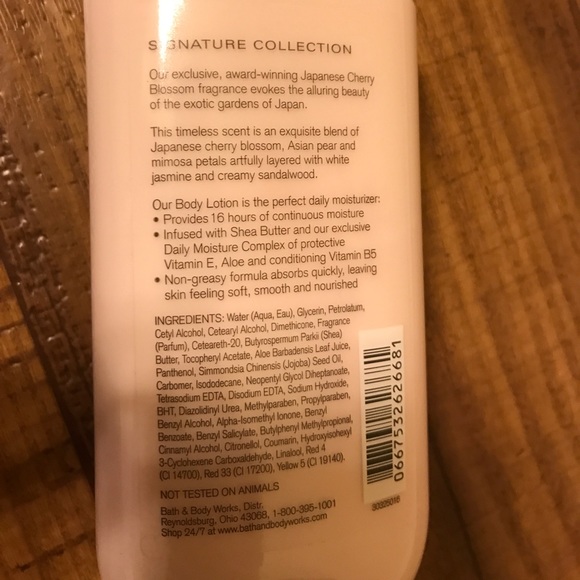 SIGNATURE COLLECTION
Our exclusive, award-winning Japanese Cherry
Blossom fragrance evokes the alluring beauty
of the exotic gardens of Japan.
This timeless scent is an exquisite blend of
Japanese cherry blossom, Asian pear and
mimosa petals artfully layered with white
jasmine and creamy sandalwood.
Our Body Lotion is the perfect daily moisturizer:
• Provides 16 hours of continuous moisture
• Infused with Shea Butter and our exclusive
Daily Moisture Complex of protective
Vitamin E, Aloe and conditioning Vitamin B5
• Non-greasy formula absorbs quickly, leaving
skin feeling soft, smooth and nourished
INGREDIENTS: Water (Aqua, Eau), Glycerin, Petrolatum,
Cetyl Alcohol, Cetearyl Alcohol, Dimethicone, Fragrance
(Parfum), Ceteareth-20, Butyrospermum Parkii (Shea)
Butter, Tocopheryl Acetate, Aloe Barbadensis Leaf Juice,
Panthenol, Simmondsia Chinensis (Jojoba) Seed Oil,
Carbomer, Isododecane, Neopentyl Glycol Diheptanoate,
Tetrasodium EDTA, Disodium EDTA, Sodium Hydroxide,
BHT, Diazolidinyl Urea, Methylparaben, Propylparaben,
Benzyl Alcohol, Alpha-Isomethyl Ionone, Benzyl
Benzoate, Benzyl Salicylate, Butylphenyl Methylpropional,
Cinnamyl Alcohol, Citronellol, Coumarin, Hydroxyisohexyl
3-Cyclohexene Carboxaldehyde, Linalool, Red 4
(CI 14700), Red 33 (CI 17200), Yellow 5 (CI 19140).
NOT TESTED ON ANIMALS
Bath & Body Works, Distr.
Reynoldsburg, Ohio 43068, 1-800-395-1001
Shop 24/7 at www.bathandbodyworks.com
0667532626681